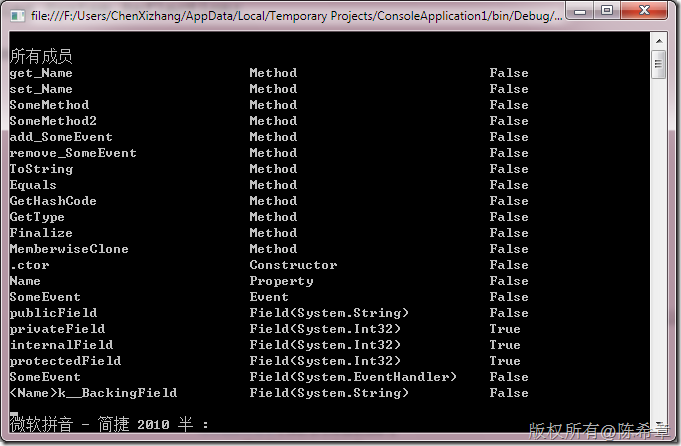 file:///F:/Users/ChenXizhang/AppData/Local/Temporary Projects/ConsoleApplication1/bin/Debug/...
所有成员
get_Name Method False
set_Name Method False
SomeMethod Method False
SomeMethod2 Method False
add_SomeEvent Method False
remove_SomeEvent Method False
ToString Method False
Equals Method False
GetHashCode Method False
GetType Method False
Finalize Method False
MemberwiseClone Method False
.ctor Constructor False
Name Property False
SomeEvent Event False
publicField Field(System.String) False
privateField Field(System.Int32) True
internalField Field(System.Int32) True
protectedField Field(System.Int32) True
SomeEvent Field(System.EventHandler) False
<Name>k__BackingField Field(System.String) False
微软拼音 - 简捷 2010 半 :
版权所有@陈希章